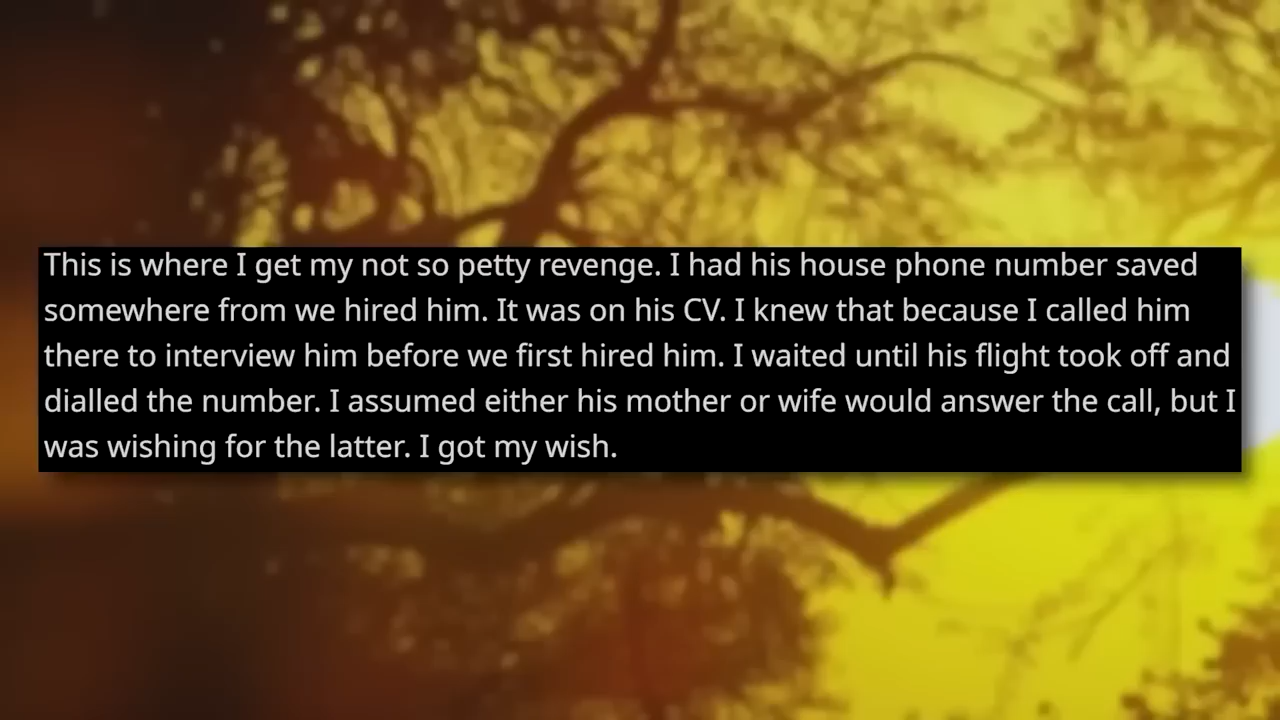 This is where I get my not so petty revenge. I had his house phone number saved
somewhere from we hired him. It was on his CV. I knew that because I called him
there to interview him before we first hired him. I waited until his flight took off and
dialled the number. I assumed either his mother or wife would answer the call, but I
was wishing for the latter. I got my wish.